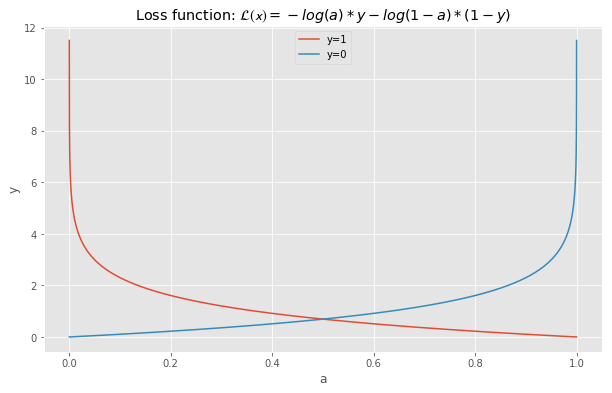 Loss function: ℒ(x) = −log(a) * y − log(1 − a) * (1 − y)
y=1
y=0
12
10
8
6
4
2
0
y
0.0 0.2 0.4 0.6 0.8 1.0
a